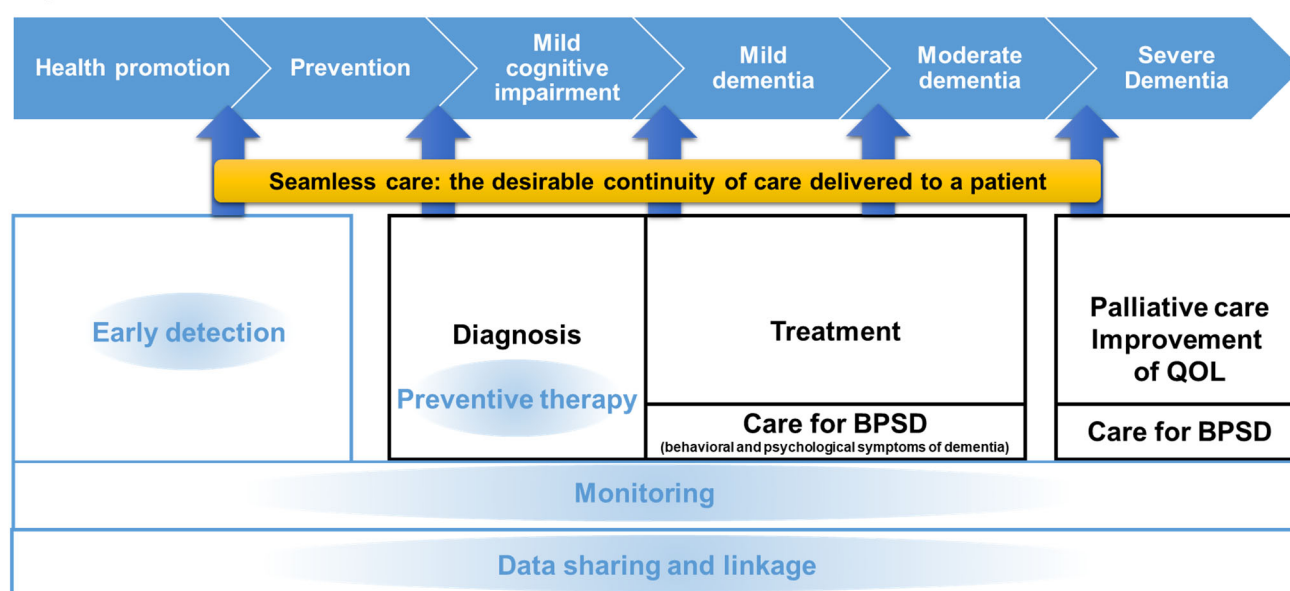 Health promotion
Prevention
Mild
cognitive
impairment
Mild
dementia
Moderate
dementia
Severe
Dementia
Seamless care: the desirable continuity of care delivered to a patient
Early detection
Diagnosis
Preventive therapy
Treatment
Care for BPSD
(behavioral and psychological symptoms of dementia)
Palliative care
Improvement
of QOL
Care for BPSD
Monitoring
Data sharing and linkage